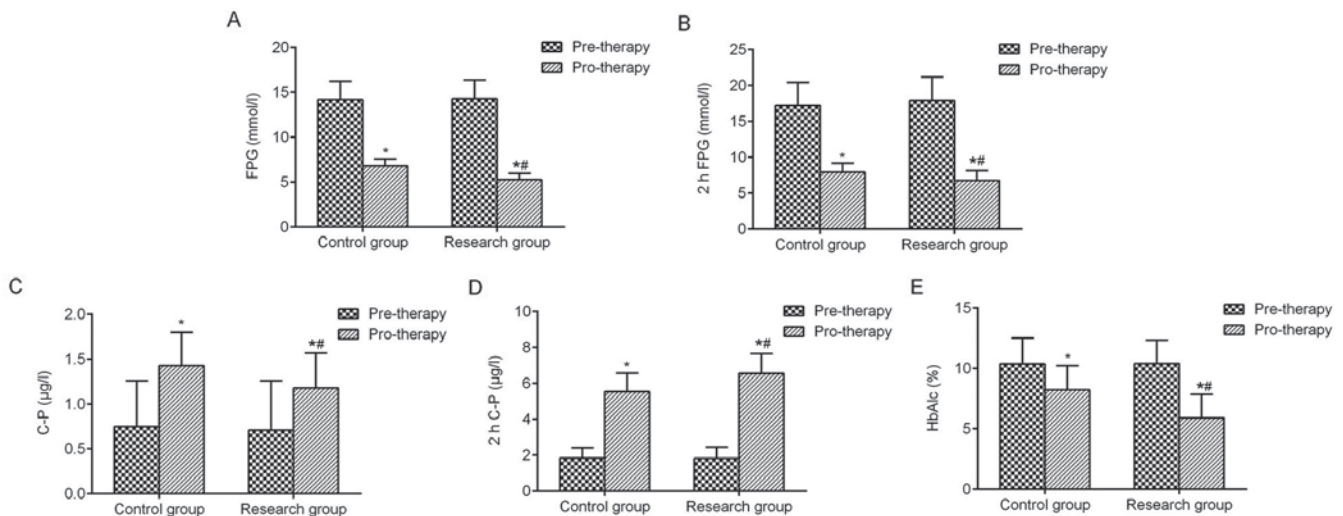 A
FPG (mmol/l)
20
15
10
5
0
*
*#
Control group
Research group
Pre-therapy
Pro-therapy
B
2 h FPG (mmol/l)
25
20
15
10
5
0
*
*#
Control group
Research group
Pre-therapy
Pro-therapy
C
C-P (µg/l)
2.0
1.5
1.0
0.5
0.0
*
*#
Control group
Research group
Pre-therapy
Pro-therapy
D
2 h C-P (µg/l)
8
6
4
2
0
*
*#
Control group
Research group
Pre-therapy
Pro-therapy
E
HbAlc (%)
15
10
5
0
*
*#
Control group
Research group
Pre-therapy
Pro-therapy